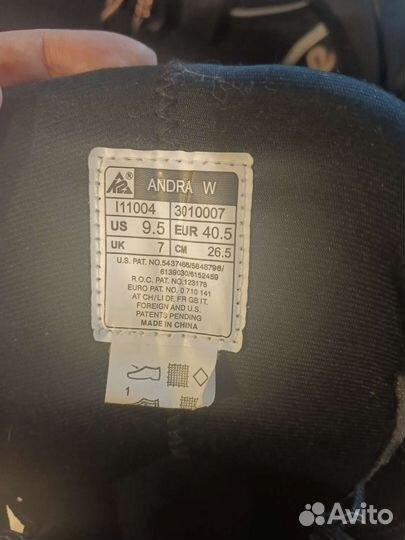 K2®
ANDRA W
I11004 3010007
US 9.5 EUR 40.5
UK 7 CM 26.5
U.S. PAT. NO.5437466/5848796/
6139030/6152459
R.O.C. PAT. NO.123178
EURO PAT. NO. 0 710 141
AT/CH/LI/DE, FR GB IT.
FOREIGN AND U.S.
PATENTS PENDING
MADE IN CHINA
1
Avito